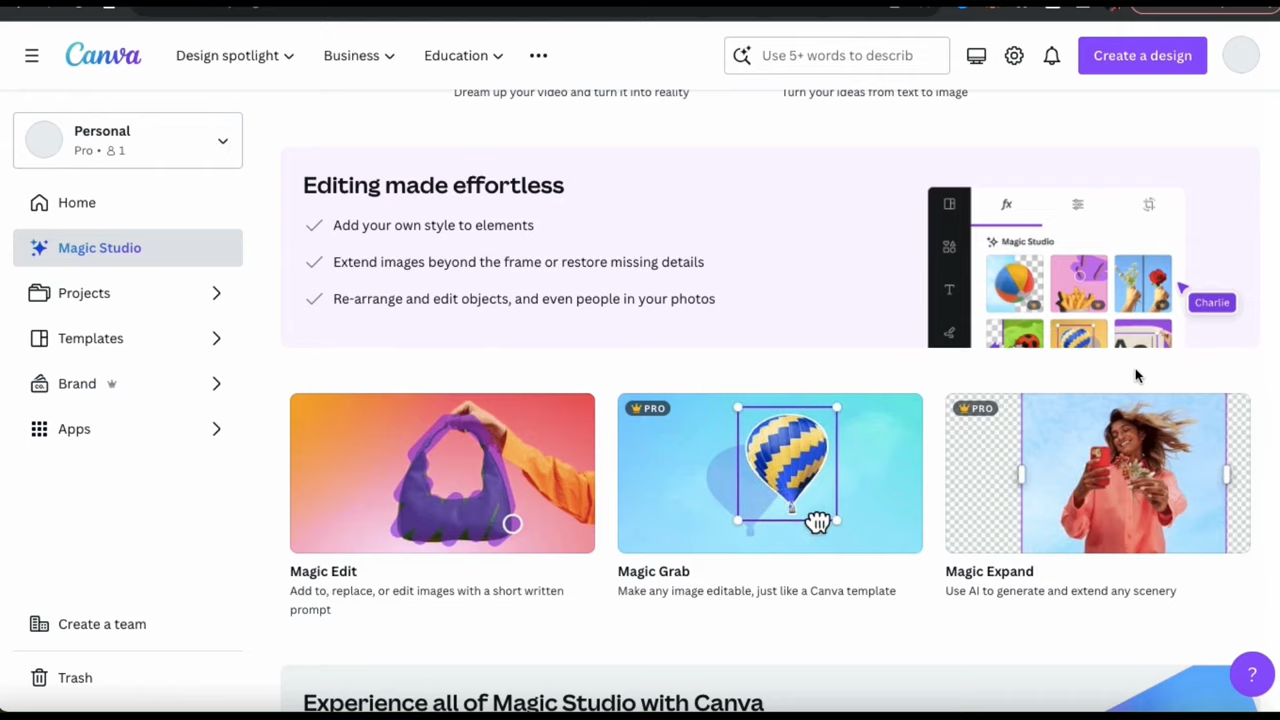 Canva
Design spotlight
Business
Education
Use 5+ words to describ
Create a design
Dream up your video and turn it into reality
Turn your ideas from text to image
Personal
Pro • 1
Home
Magic Studio
Projects
Templates
Brand
Apps
Create a team
Trash
Editing made effortless
Add your own style to elements
Extend images beyond the frame or restore missing details
Re-arrange and edit objects, and even people in your photos
fx
Magic Studio
T
Charlie
PRO
PRO
Magic Edit
Add to, replace, or edit images with a short written
prompt
Magic Grab
Make any image editable, just like a Canva template
Magic Expand
Use AI to generate and extend any scenery
Experience all of Magic Studio with Canva
?